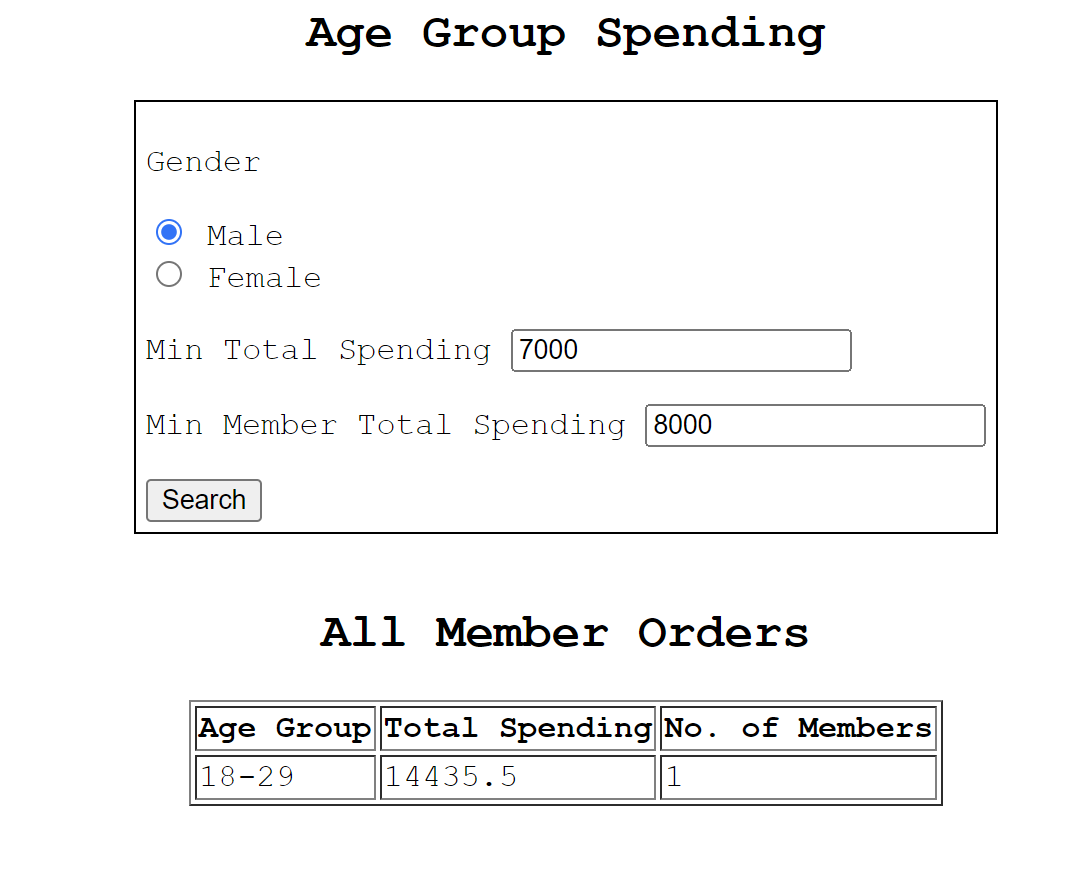 Age Group Spending
Gender
Male
Female
Min Total Spending 7000
Min Member Total Spending 8000
Search
All Member Orders
Age Group Total Spending No. of Members
18-29 14435.5 1